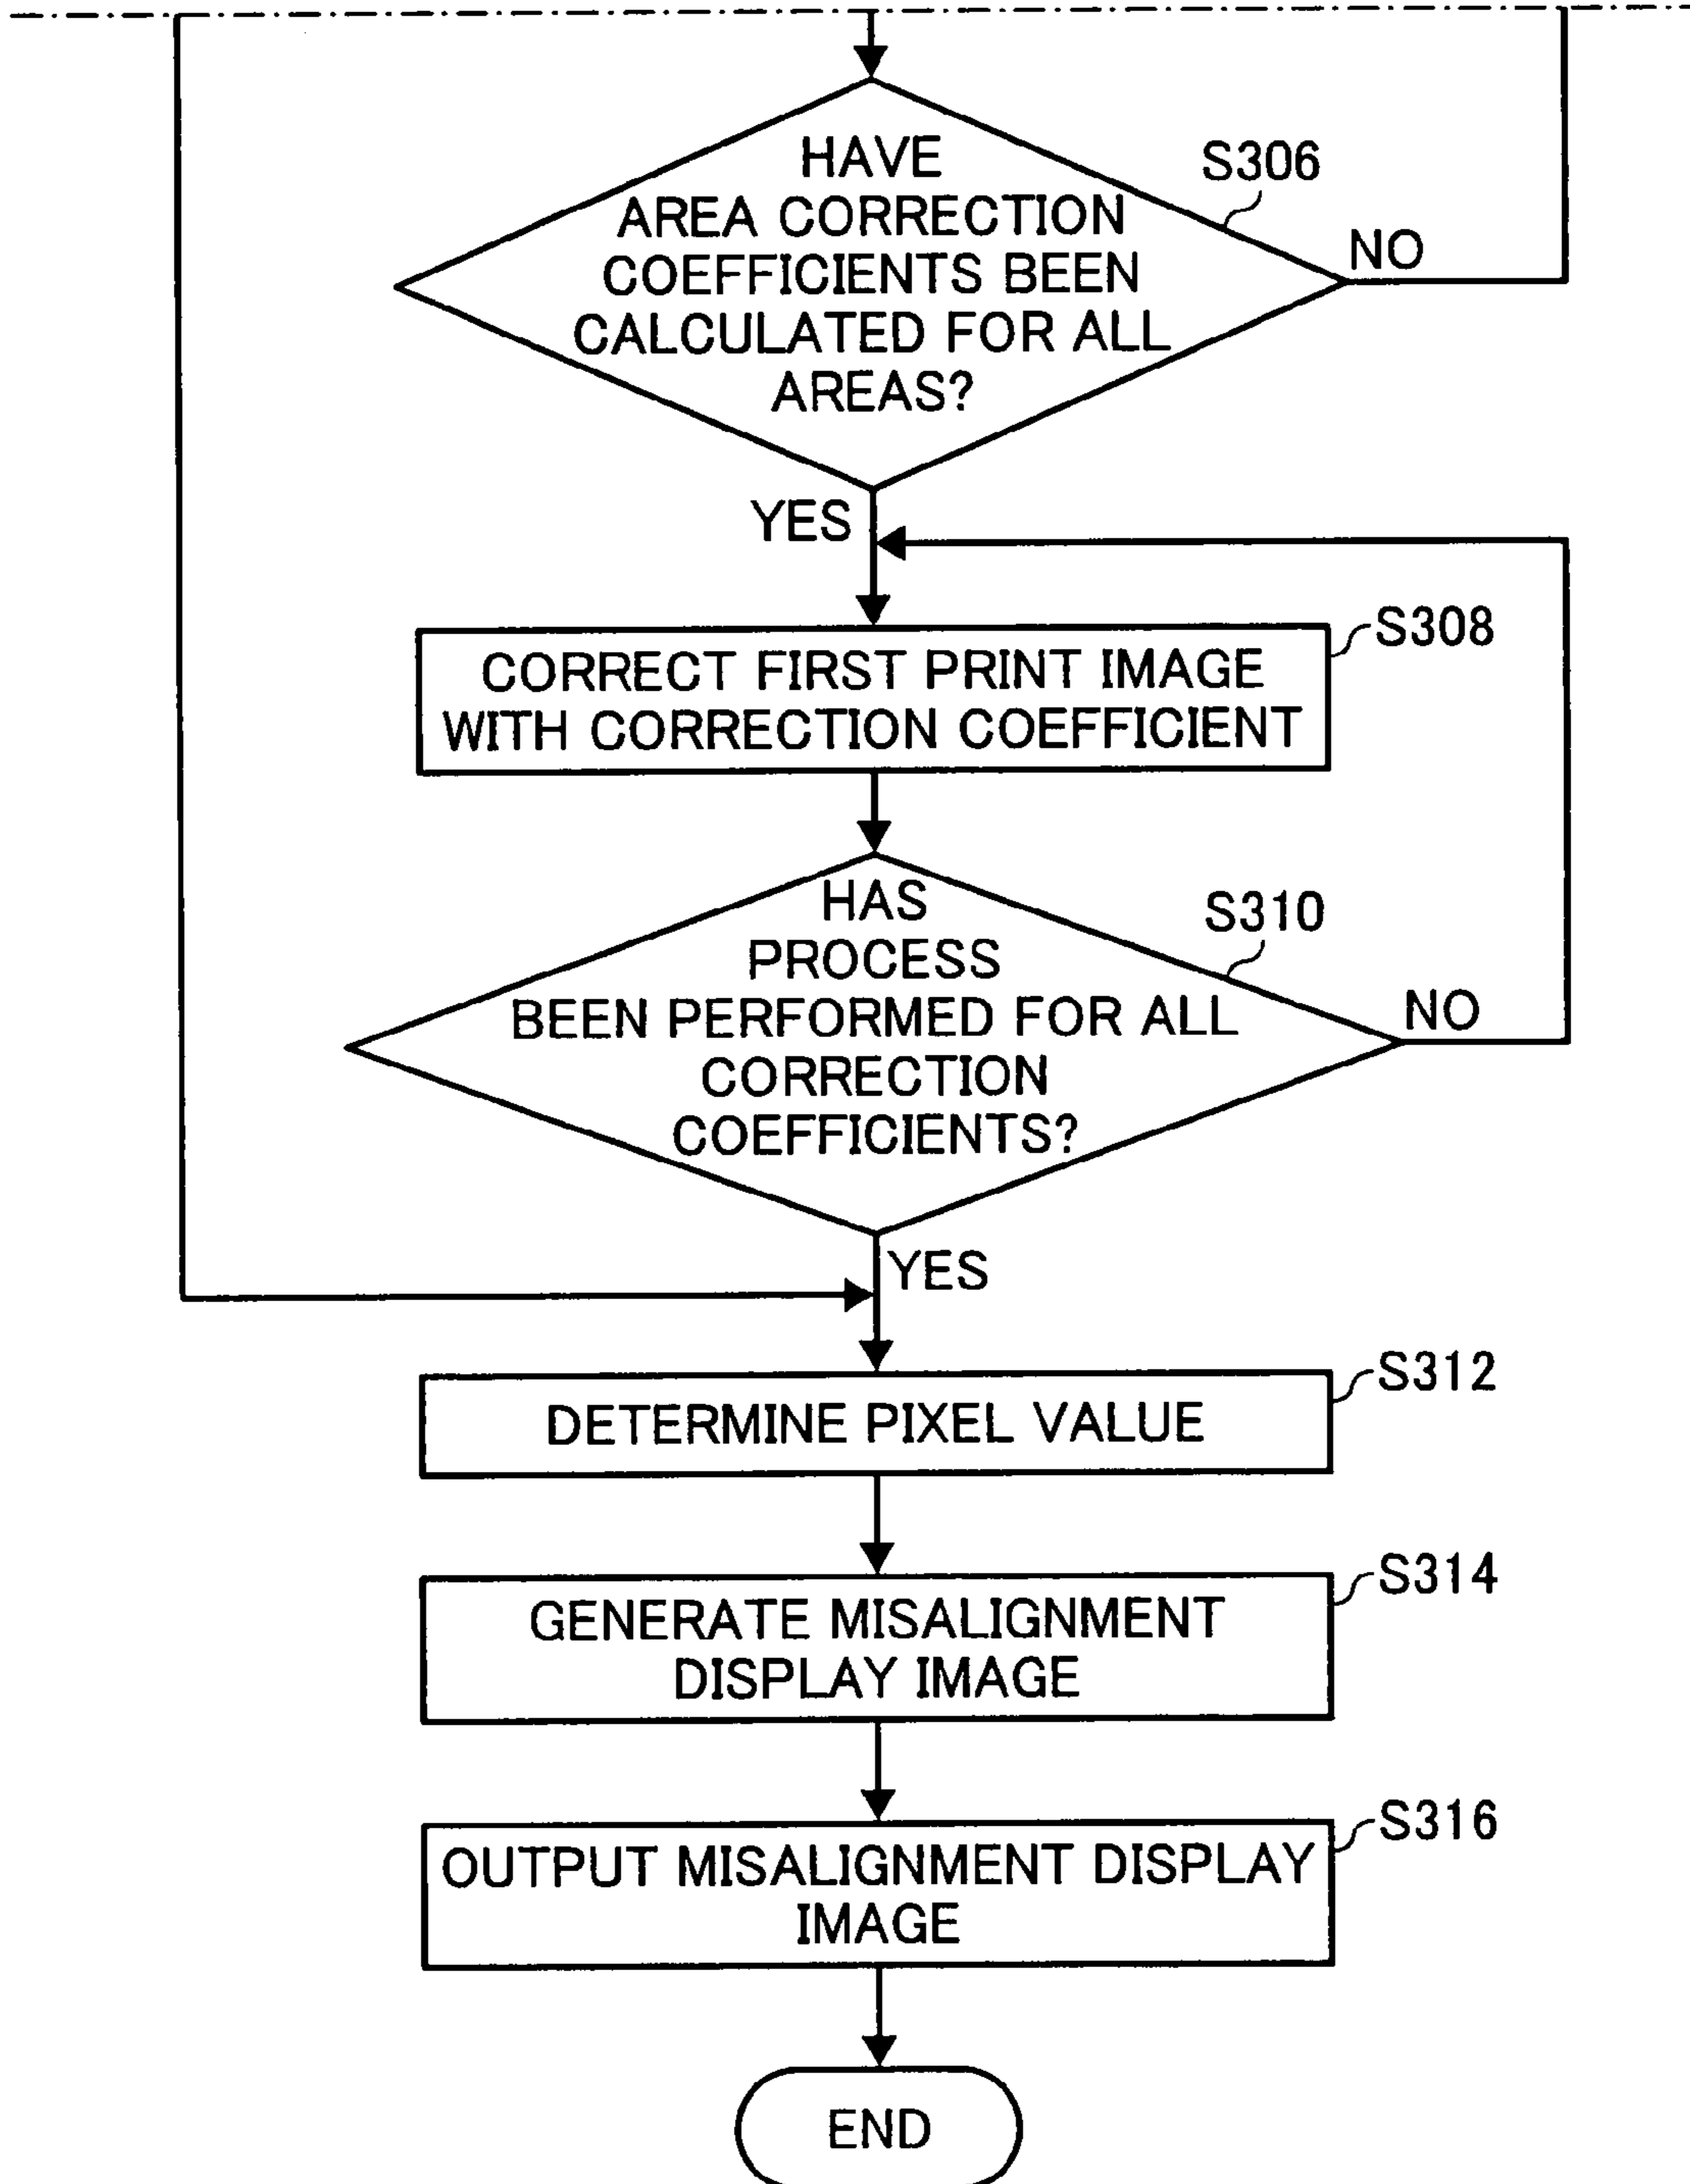 HAVE
AREA CORRECTION
COEFFICIENTS BEEN
CALCULATED FOR ALL
AREAS?
S306
NO
YES
S308
CORRECT FIRST PRINT IMAGE
WITH CORRECTION COEFFICIENT
HAS
PROCESS
BEEN PERFORMED FOR ALL
CORRECTION
COEFFICIENTS?
S310
NO
YES
S312
DETERMINE PIXEL VALUE
S314
GENERATE MISALIGNMENT
DISPLAY IMAGE
S316
OUTPUT MISALIGNMENT DISPLAY
IMAGE
END